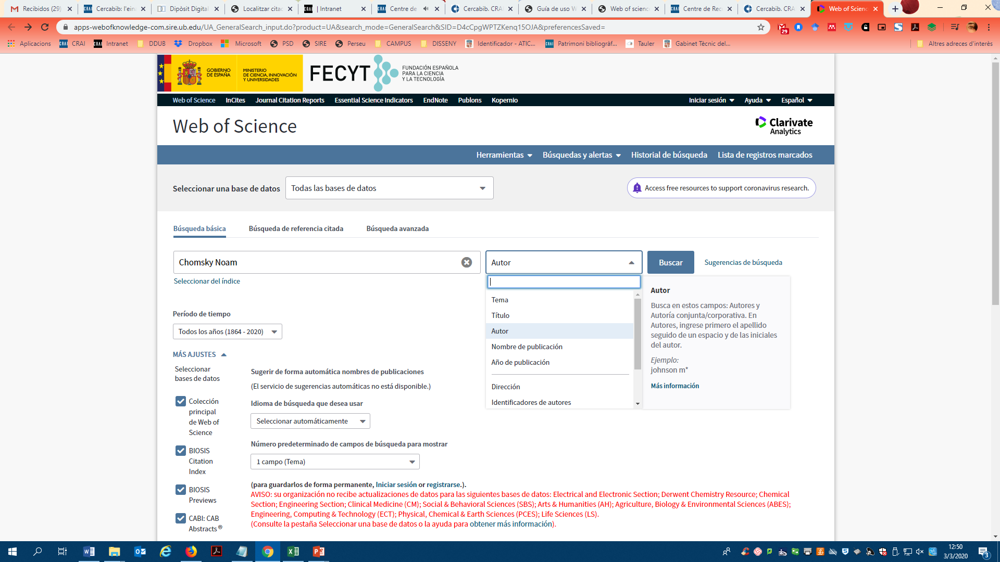 Recibidos (29)
Cercabib: l'ein
Dipòsit Digital
Localitzar citac
| Intranet
Centre de
Cercabib. CRA
Guía de uso W
Web of scienc
Centre de Rec
Cercabib. CRA
Web of Scienc
apps-webofknowledge-com.sire.ub.edu/UA_GeneralSearch_input.do?product=UA&search_mode=GeneralSearch&SID=D4cCpgWPTZKenq15OJA&preferencesSaved=
29
Aplicacions CRAI Intranet DDUB Dropbox Microsoft PSD SIRE Perseu CAMPUS DISSENY Identificador - ATIC... Patrimoni bibliogràf... Tauler Gabinet Tècnic del... Altres adreces d'interès
GOBIERNO
DE ESPAÑA
MINISTERIO
DE CIENCIA, INNOVACIÓN
Y UNIVERSIDADES
FECYT
FUNDACIÓN ESPAÑOLA
PARA LA CIENCIA
Y LA TECNOLOGÍA
Web of Science InCites Journal Citation Reports Essential Science Indicators EndNote Publons Kopernio Iniciar sesión Ayuda Español
Web of Science
Clarivate
Analytics
Herramientas Búsquedas y alertas Historial de búsqueda Lista de registros marcados
Seleccionar una base de datos Todas las bases de datos
Access free resources to support coronavirus research.
Búsqueda básica Búsqueda de referencia citada Búsqueda avanzada
Chomsky Noam Autor Buscar Sugerencias de búsqueda
Seleccionar del índice
Tema
Título
Autor
Nombre de publicación
Año de publicación
Dirección
Identificadores de autores
Autor
Busca en estos campos: Autores y
Autoría conjunta/corporativa. En
Autores, ingrese primero el apellido
seguido de un espacio y de las iniciales
del autor.
Ejemplo:
johnson m*
Más información
Período de tiempo
Todos los años (1864 - 2020)
MÁS AJUSTES
Seleccionar
bases de datos
Colección
principal
de Web of
Science
BIOSIS
Citation
Index
BIOSIS
Previews
CABI: CAB
Abstracts®
Sugerir de forma automática nombres de publicaciones
(El servicio de sugerencias automáticas no está disponible.)
Idioma de búsqueda que desea usar
Seleccionar automáticamente
Número predeterminado de campos de búsqueda para mostrar
1 campo (Tema)
(para guardarlos de forma permanente, Iniciar sesión or registrarse.).
AVISO: su organización no recibe actualizaciones de datos para las siguientes bases de datos: Electrical and Electronic Section; Derwent Chemistry Resource; Chemical
Section; Engineering Section; Clinical Medicine (CM); Social & Behavioral Sciences (SBS); Arts & Humanities (AH); Agriculture, Biology & Environmental Sciences (ABES);
Engineering, Computing & Technology (ECT); Physical, Chemical & Earth Sciences (PCES); Life Sciences (LS).
(Consulte la pestaña Seleccionar una base de datos o la ayuda para obtener más información).
12:50
3/3/2020
3